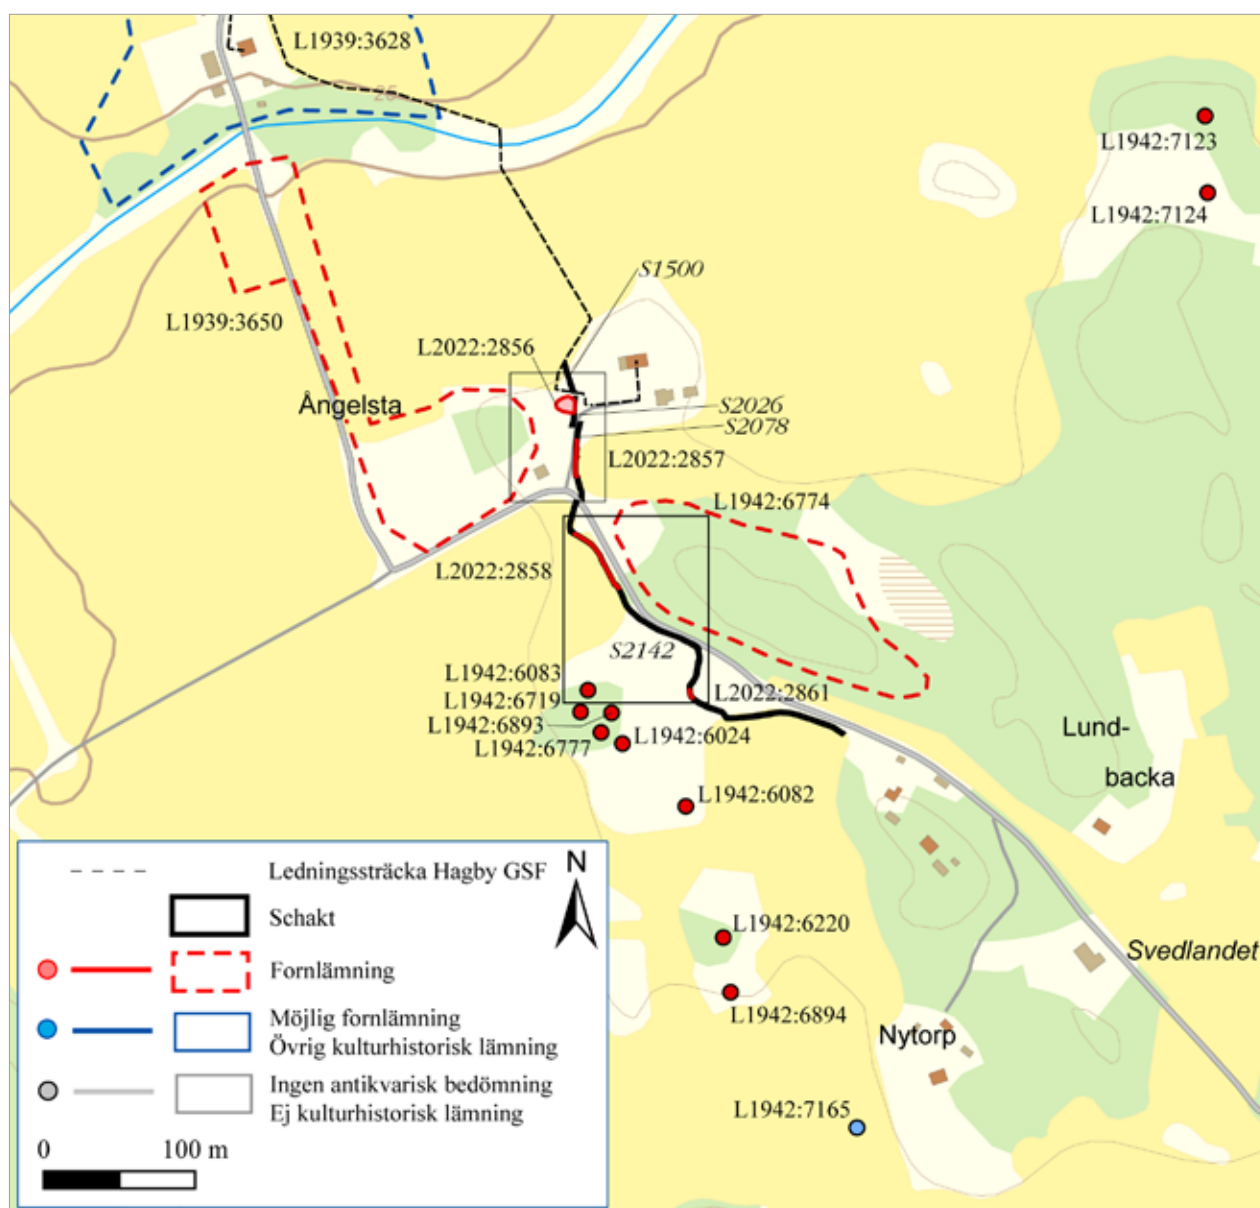 L1939:3628
25
L1942:7123
L1942:7124
S1500
L1939:3650
L2022:2856
Ångelsta
S2026
S2078
L2022:2857
L1942:6774
L2022:2858
S2142
L1942:6083
L2022:2861
L1942:6719
L1942:6893
L1942:6024
L1942:6777
Lund-
backa
L1942:6082
L1942:6220
Svedlandet
L1942:6894
Nytorp
L1942:7165
Ledningssträcka Hagby GSF
N
Schakt
Fornlämning
Möjlig fornlämning
Övrig kulturhistorisk lämning
Ingen antikvarisk bedömning
Ej kulturhistorisk lämning
0 100 m